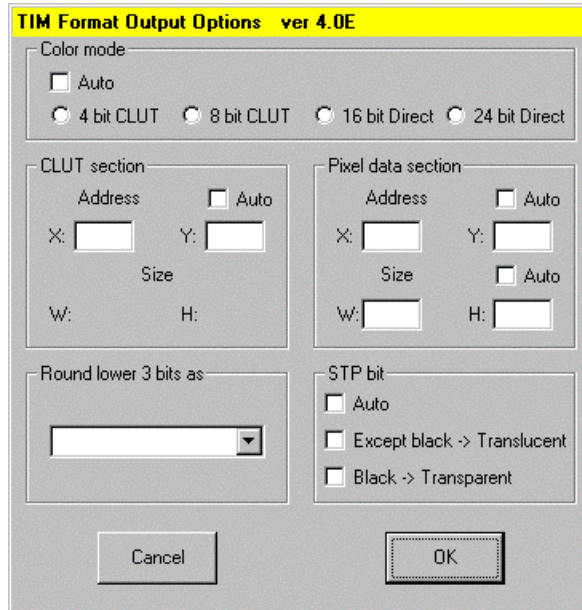 TIM Format Output Options ver 4.0E
Color mode
Auto
4 bit CLUT 8 bit CLUT 16 bit Direct 24 bit Direct
CLUT section
Address Auto
X: Y:
Size
W: H:
Pixel data section
Address Auto
X: Y:
Size Auto
W: H:
Round lower 3 bits as
STP bit
Auto
Except black -> Translucent
Black -> Transparent
Cancel OK